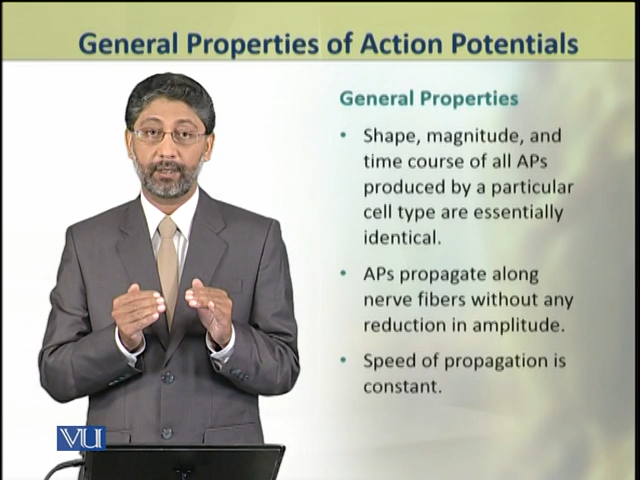 General Properties of Action Potentials
General Properties
• Shape, magnitude, and
time course of all APs
produced by a particular
cell type are essentially
identical.
• APs propagate along
nerve fibers without any
reduction in amplitude.
• Speed of propagation is
constant.
VU